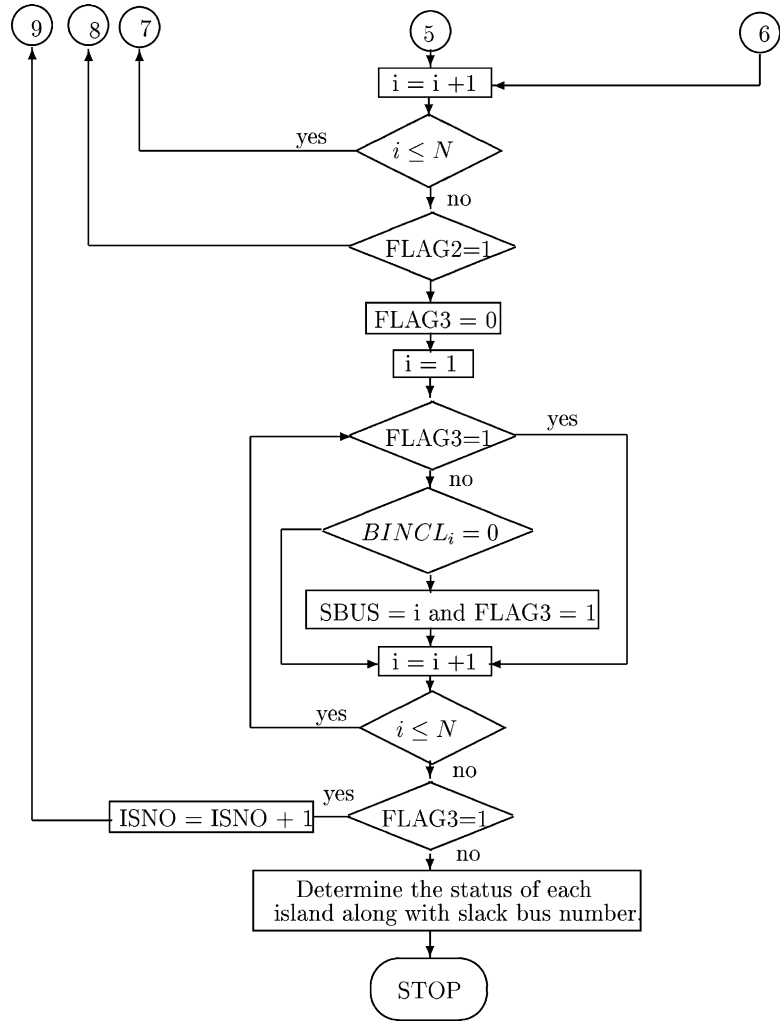 9
8
7
5
6
i = i +1
yes
i ≤ N
no
FLAG2=1
FLAG3 = 0
i = 1
FLAG3=1
yes
no
BINCLᵢ = 0
SBUS = i and FLAG3 = 1
i = i +1
yes
i ≤ N
no
yes
ISNO = ISNO + 1
FLAG3=1
no
Determine the status of each
island along with slack bus number.
STOP